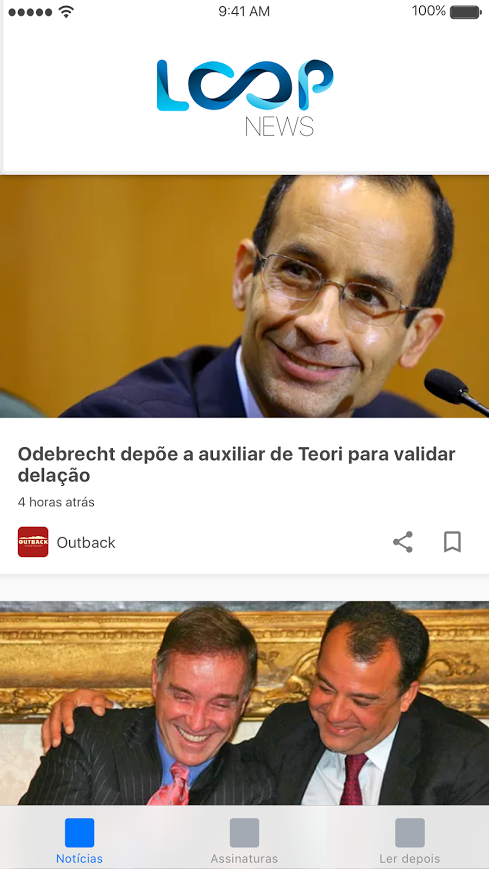 9:41 AM
100%
LOOP
NEWS
Odebrecht depõe a auxiliar de Teori para validar
delação
4 horas atrás
OUTBACK
Outback
Notícias
Assinaturas
Ler depois